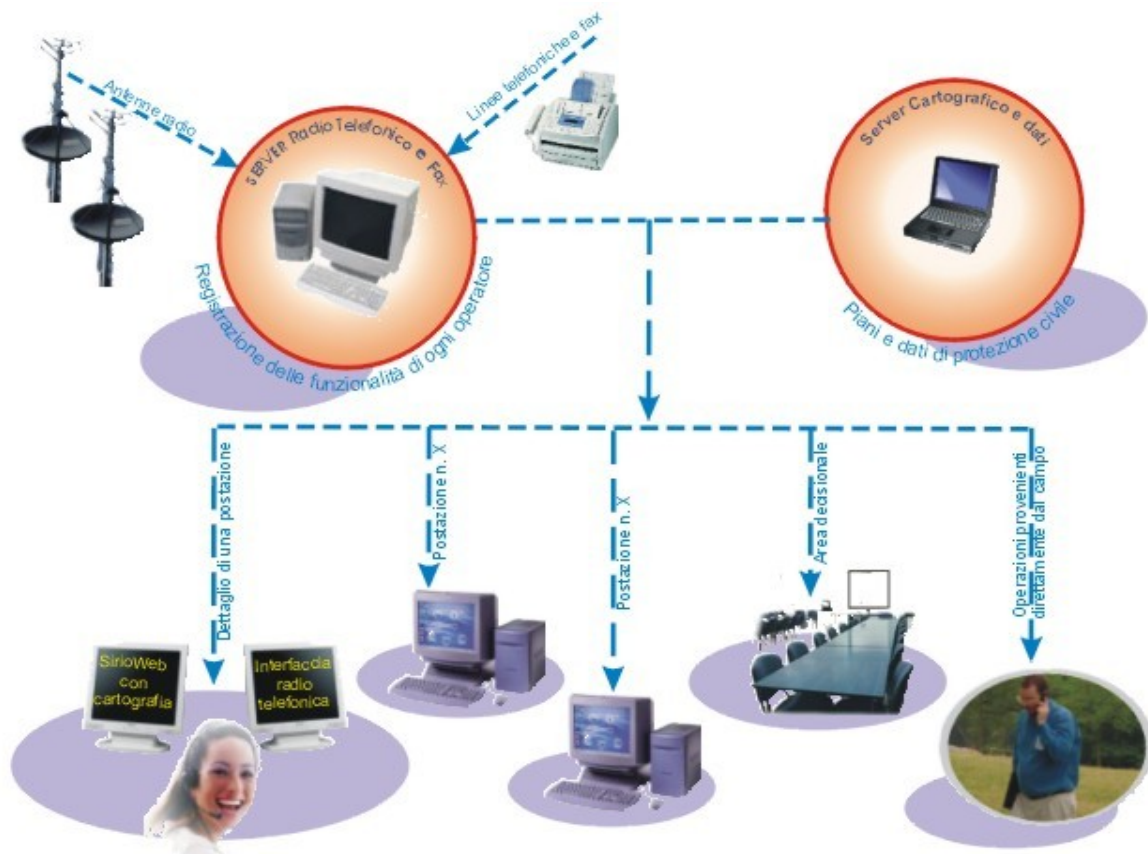 Antenne radio
Linee telefoniche e fax
SERVER Radio Telefonico e Fax
Server Cartografico e dati
Registrazione delle funzionalità di ogni operatore
Piani e dati di protezione civile
Dettaglio di una postazione
Postazione n. X
Postazione n. X
Area decisionale
Operazioni provenienti
direttamente dal campo
SirioWeb
con
cartografia
Interfaccia
radio
telefonica